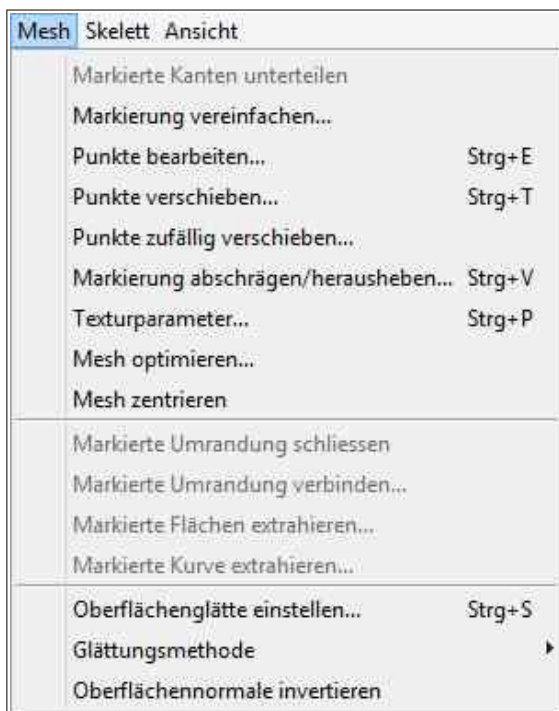 Mesh Skelett Ansicht
Markierte Kanten unterteilen
Markierung vereinfachen...
Punkte bearbeiten... Strg+E
Punkte verschieben... Strg+T
Punkte zufällig verschieben...
Markierung abschrägen/herausheben... Strg+V
Texturparameter... Strg+P
Mesh optimieren...
Mesh zentrieren
Markierte Umrandung schliessen
Markierte Umrandung verbinden...
Markierte Flächen extrahieren...
Markierte Kurve extrahieren...
Oberflächenglätte einstellen... Strg+S
Glättungsmethode
Oberflächennormale invertieren